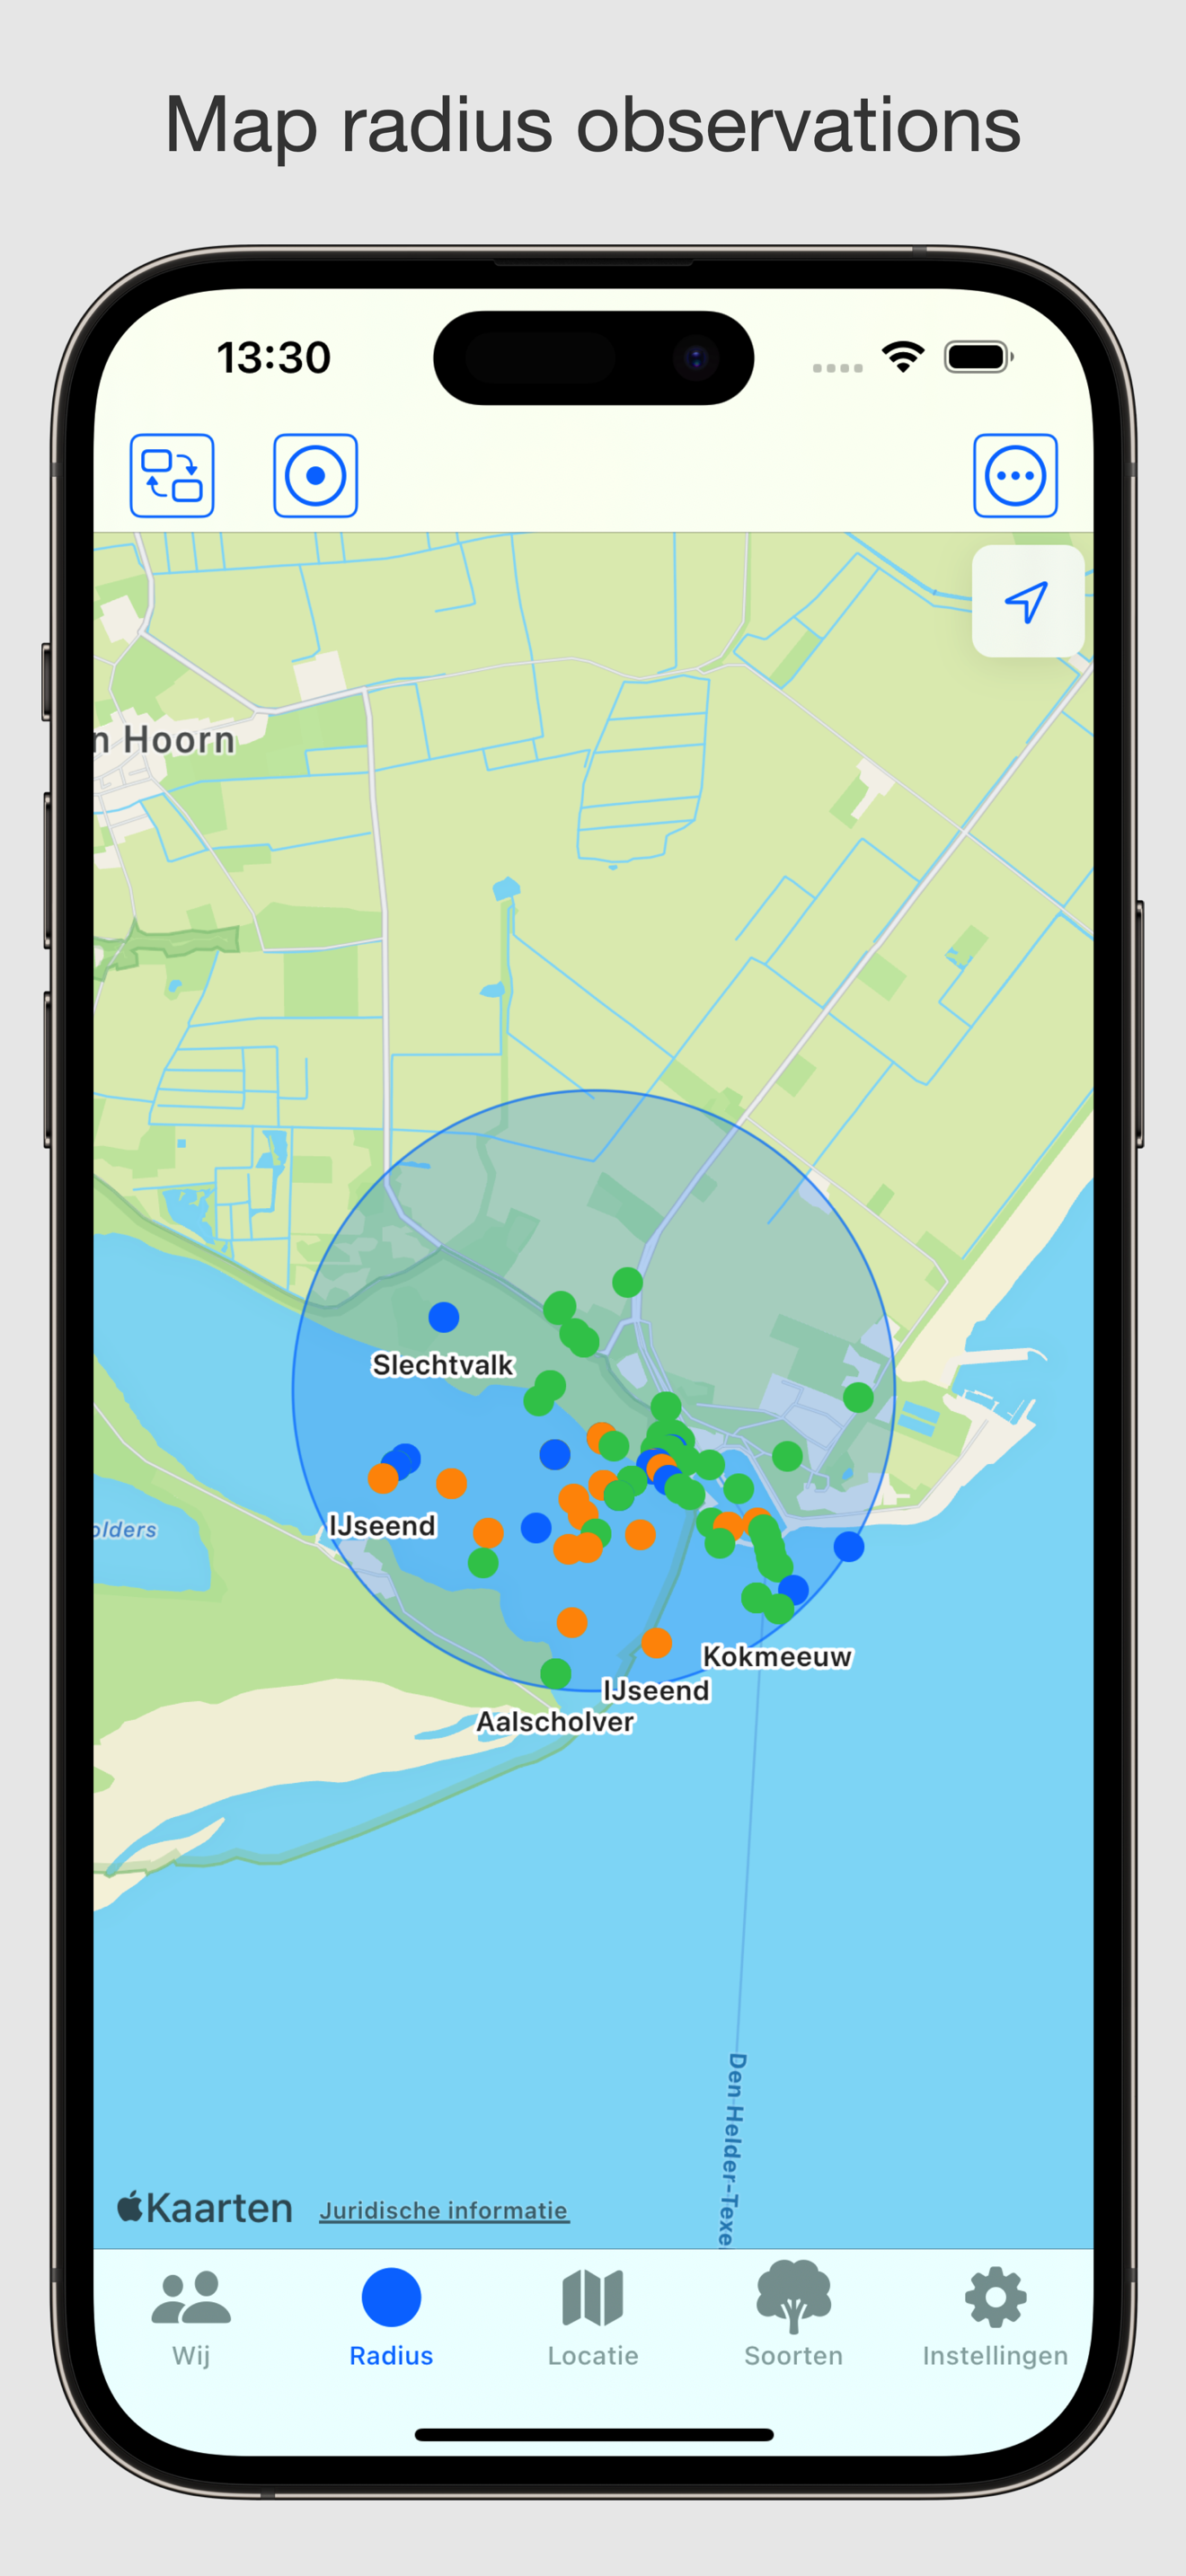 Map radius observations
13:30
n Hoorn
Slechtvalk
IJseend
olders
Kokmeeuw
IJseend
Aalscholver
Den Helder-Texel
Kaarten
Juridische informatie
Wij
Radius
Locatie
Soorten
Instellingen